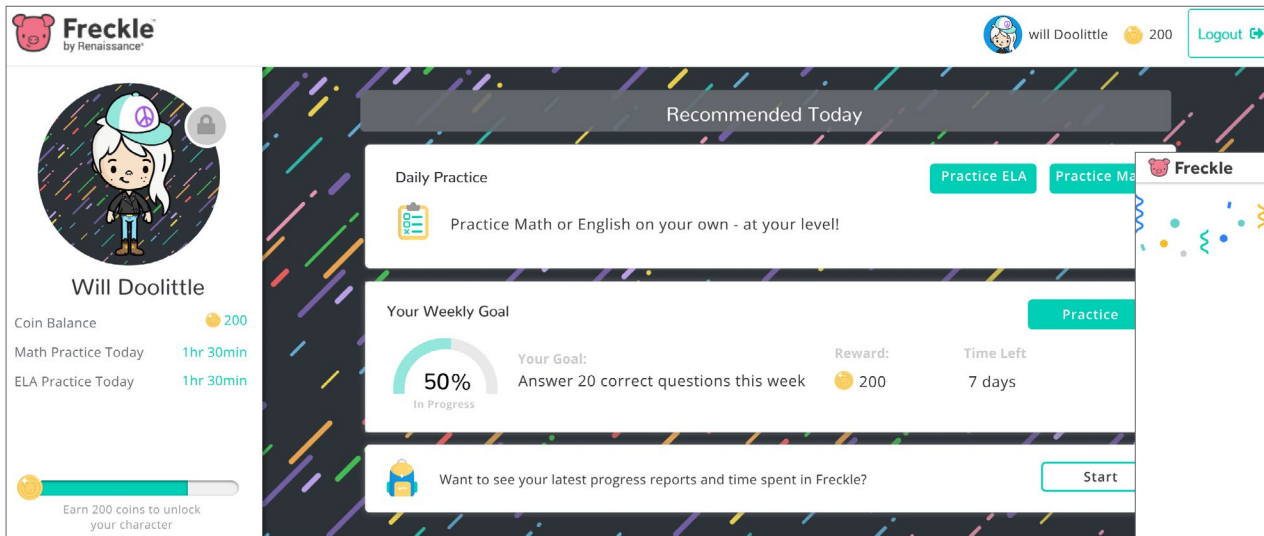 Freckle
by Renaissance®
will Doolittle
200
Logout
Recommended Today
Daily Practice
Practice ELA
Practice Ma
Practice Math or English on your own - at your level!
Freckle
Will Doolittle
Coin Balance
200
Math Practice Today
1hr 30min
ELA Practice Today
1hr 30min
Earn 200 coins to unlock
your character
Your Weekly Goal
Practice
50%
In Progress
Your Goal:
Answer 20 correct questions this week
Reward:
200
Time Left
7 days
Want to see your latest progress reports and time spent in Freckle?
Start